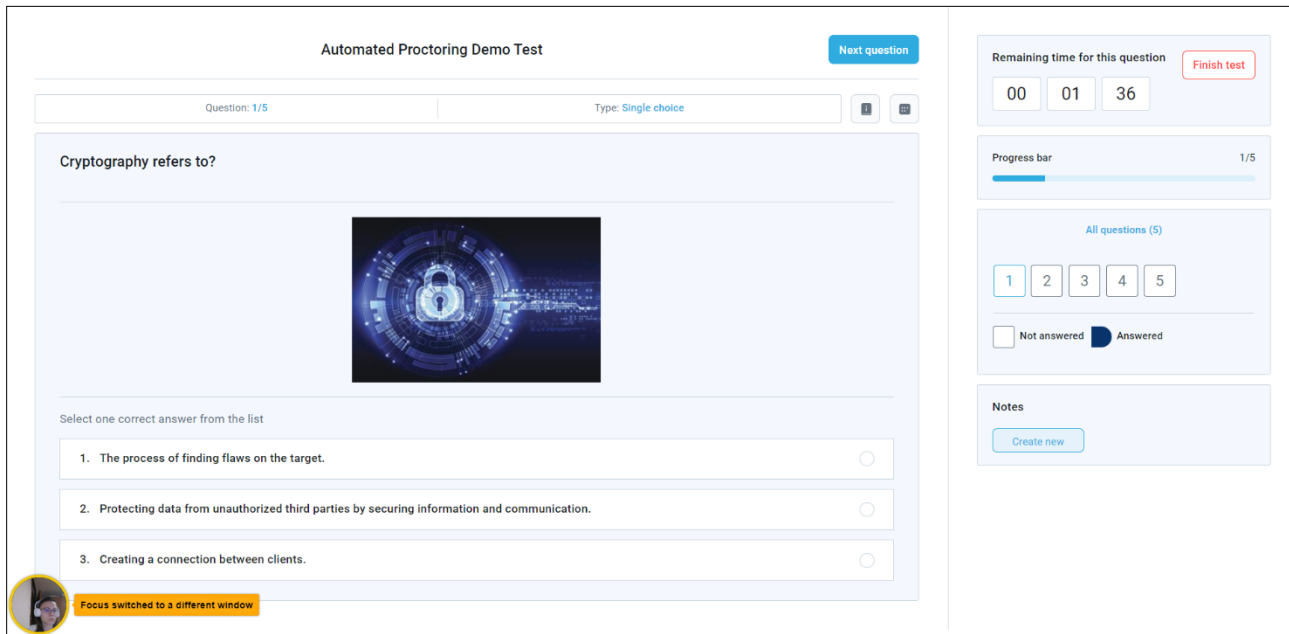 Automated Proctoring Demo Test
Next question
Question: 1/5
Type: Single choice
Cryptography refers to?
Select one correct answer from the list
1. The process of finding flaws on the target.
2. Protecting data from unauthorized third parties by securing information and communication.
3. Creating a connection between clients.
Focus switched to a different window
Remaining time for this question
Finish test
00 01 36
Progress bar 1/5
All questions (5)
1 2 3 4 5
Not answered Answered
Notes
Create new